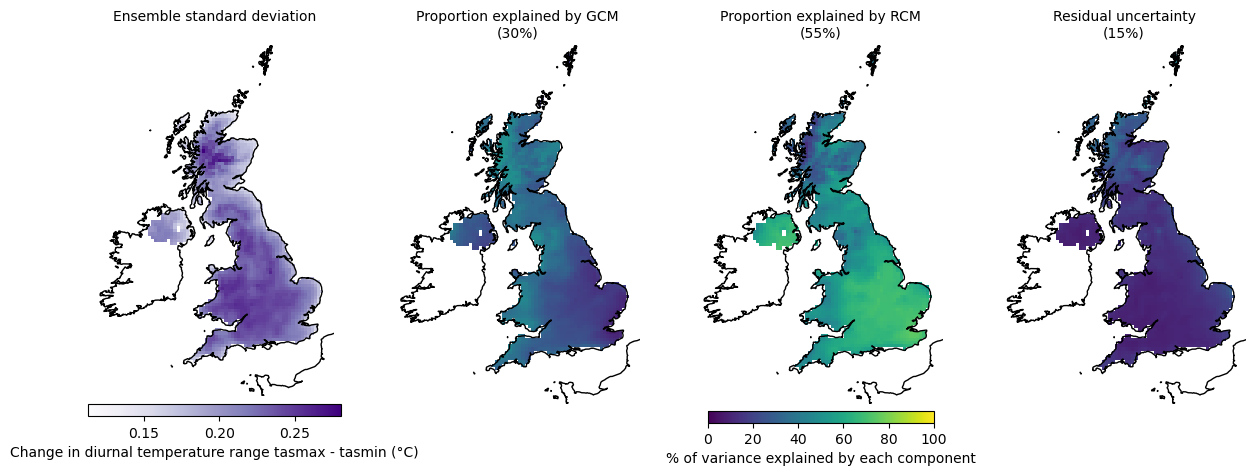 Ensemble standard deviation
Proportion explained by GCM
(30%)
Proportion explained by RCM
(55%)
Residual uncertainty
(15%)
0.15 0.20 0.25
Change in diurnal temperature range tasmax - tasmin (°C)
0 20 40 60 80 100
% of variance explained by each component